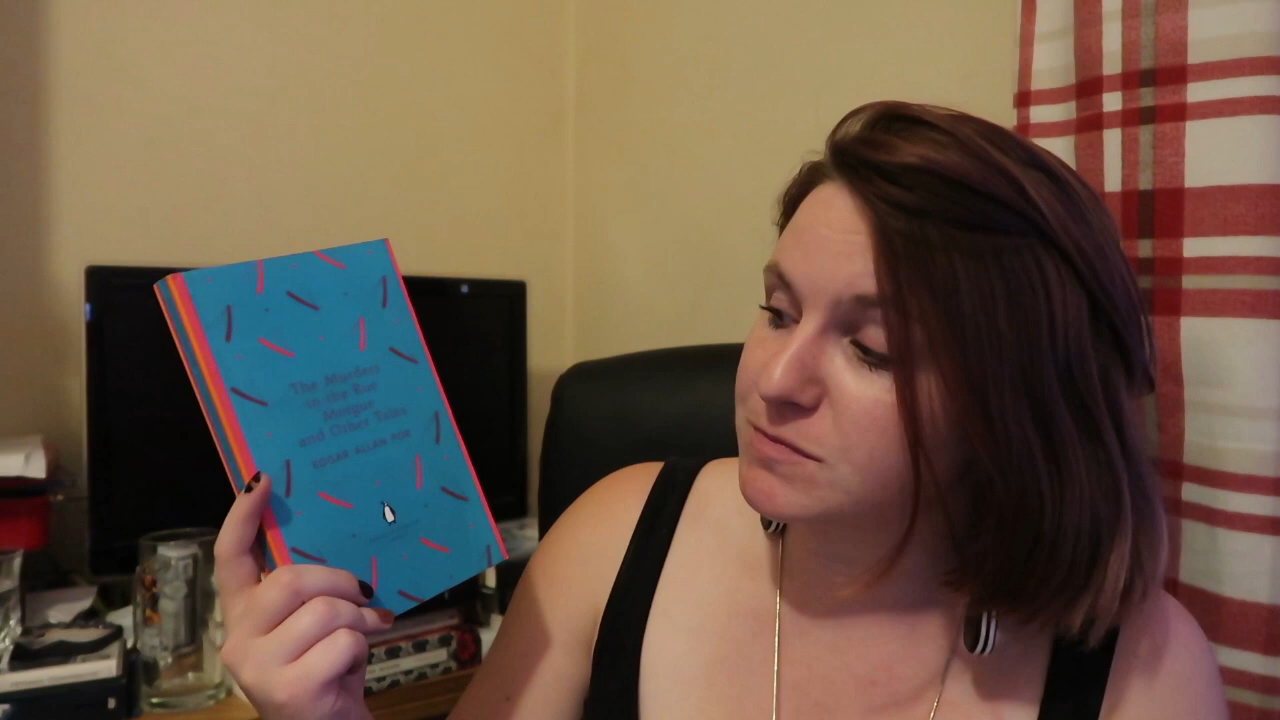 The Murders
in the Rue
Morgue
and Other Tales
EDGAR ALLAN POE